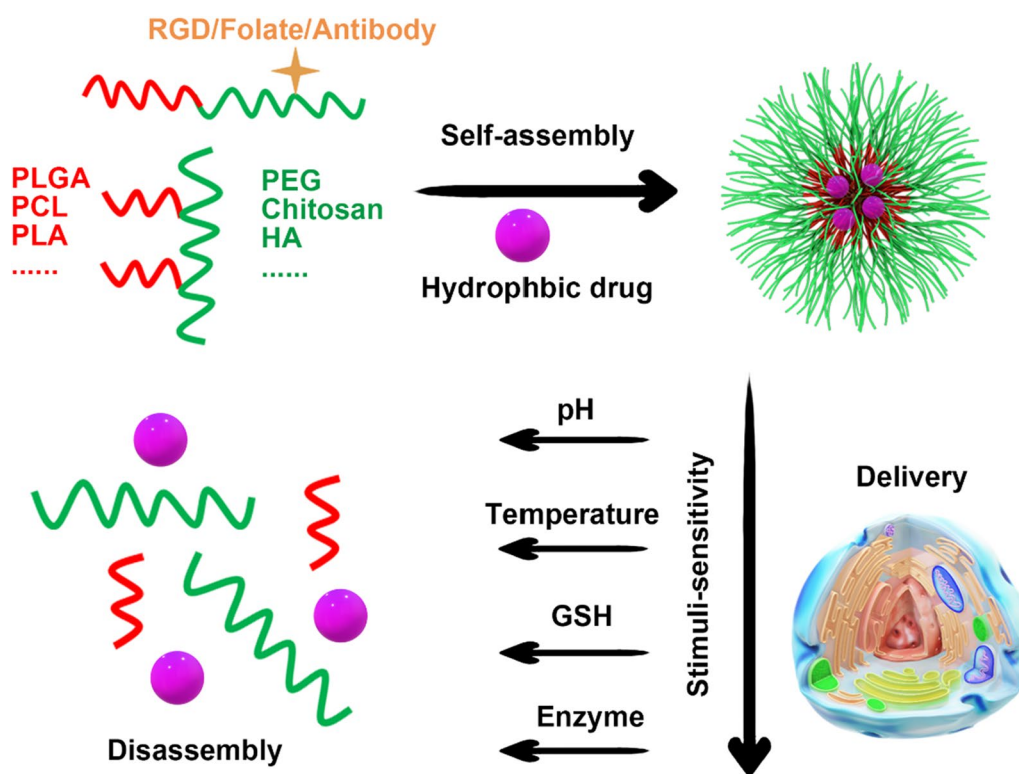 RGD/Folate/Antibody
PLGA
PCL
PLA
......
PEG
Chitosan
HA
......
Self-assembly
Hydrophbic drug
pH
Temperature
GSH
Enzyme
Stimuli-sensitivity
Delivery
Disassembly